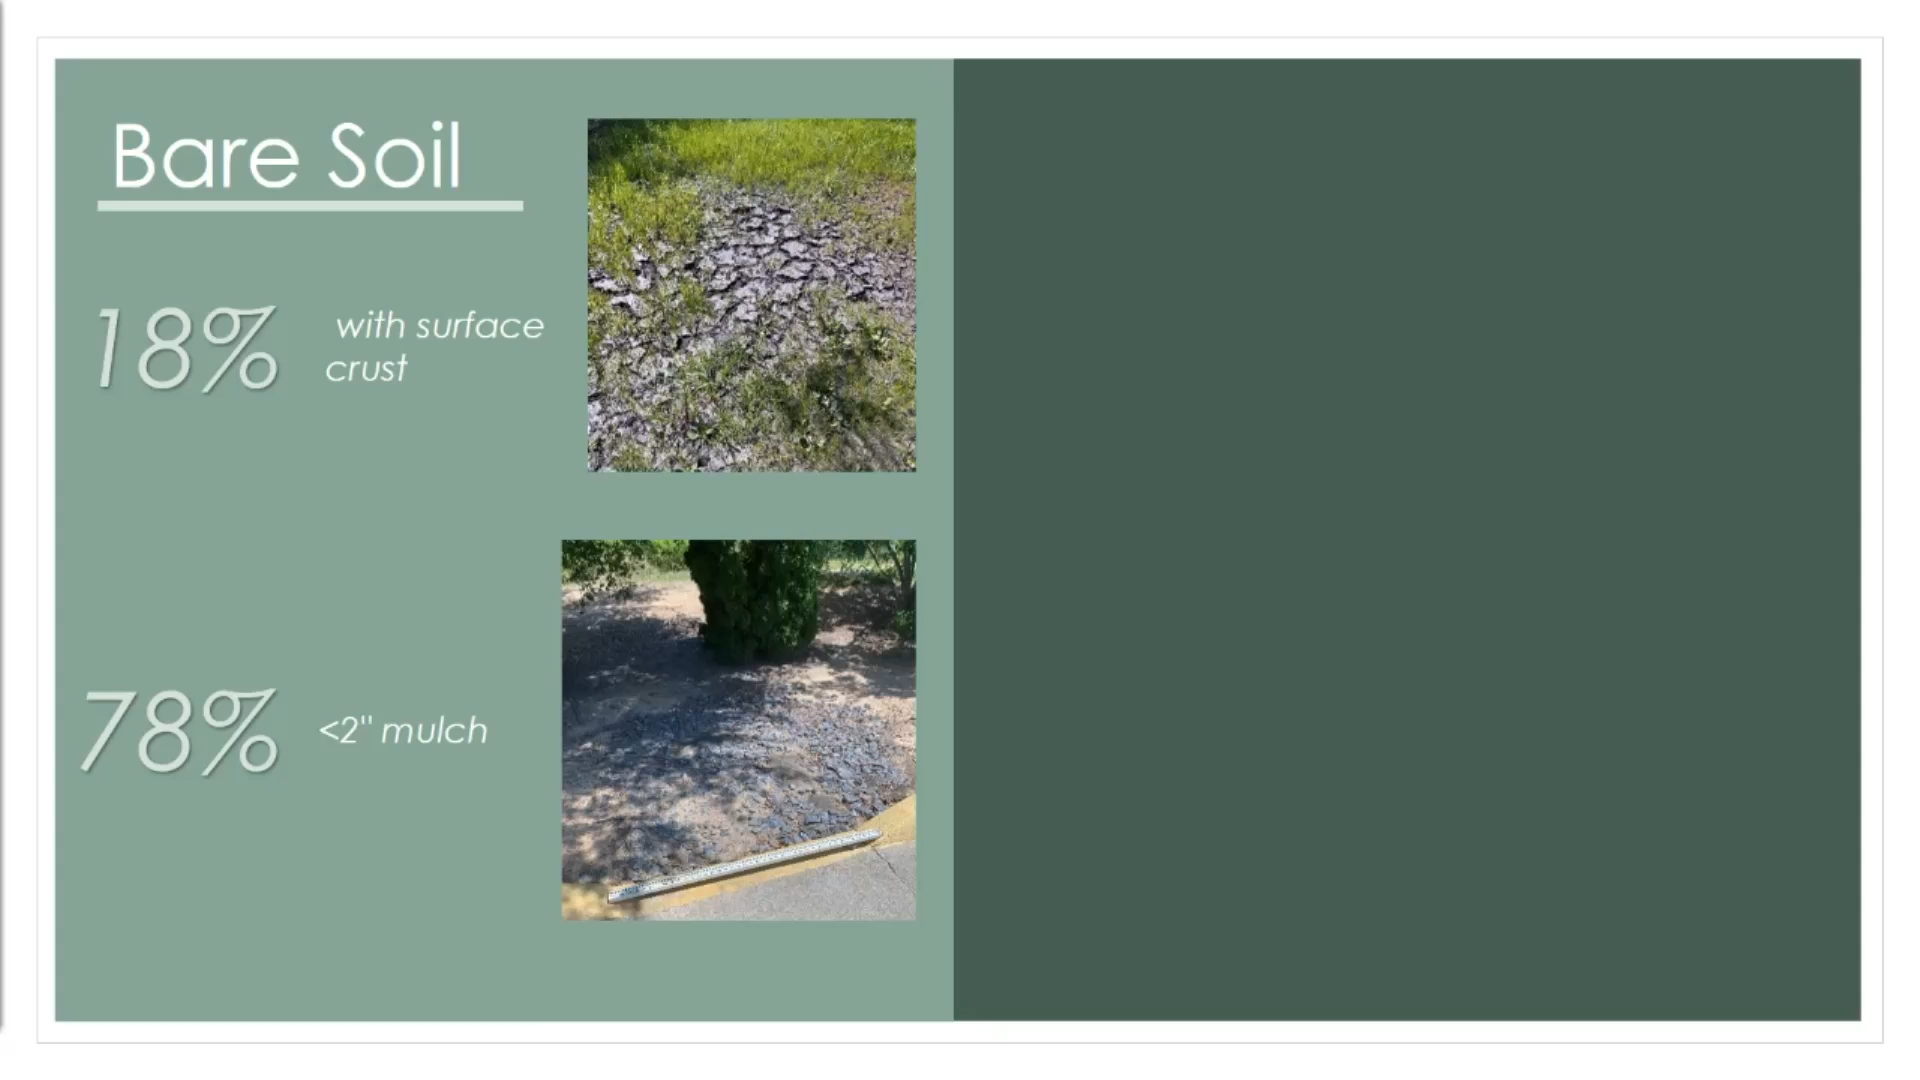 Bare Soil
18%
with surface
crust
78%
<2" mulch